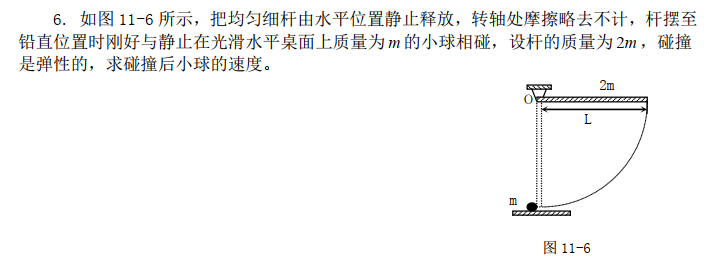 6. 如图 11-6 所示，把均匀细杆由水平位置静止释放，转轴处摩擦略去不计，杆摆至
铅直位置时刚好与静止在光滑水平桌面上质量为 m 的小球相碰，设杆的质量为 2m，碰撞
是弹性的，求碰撞后小球的速度。
2m
O
L
m
图 11-6